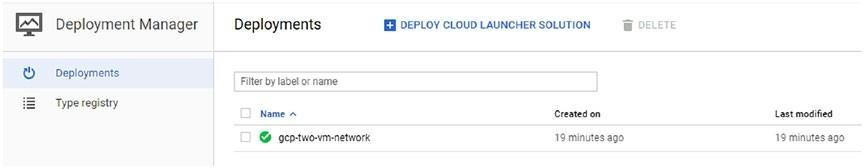 Deployment Manager
Deployments DEPLOY CLOUD LAUNCHER SOLUTION DELETE
Deployments
Type registry
Filter by label or name
Name Created on Last modified
gcp-two-vm-network 19 minutes ago 19 minutes ago